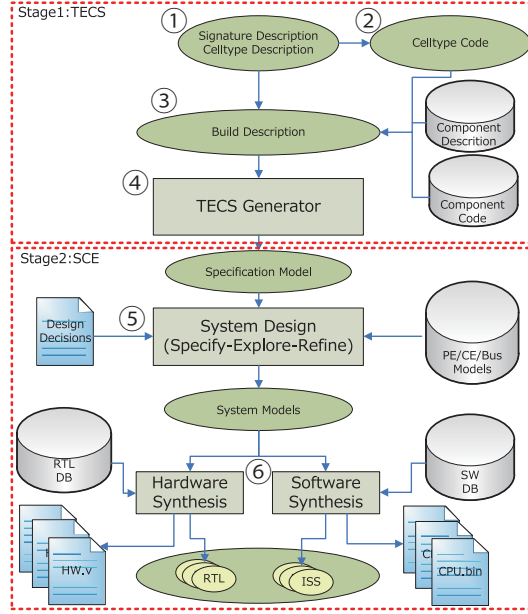 Stage1:TECS
①
②
Signature Description
Celltype Description
Celltype Code
③
Build Description
Component
Descrition
④
TECS Generator
Component
Code
Stage2:SCE
Specification Model
⑤
Design
Decisions
System Design
(Specify-Explore-Refine)
PE/CE/Bus
Models
System Models
⑥
RTL
DB
Hardware
Synthesis
Software
Synthesis
SW
DB
HW.v
RTL
ISS
CPU.bin